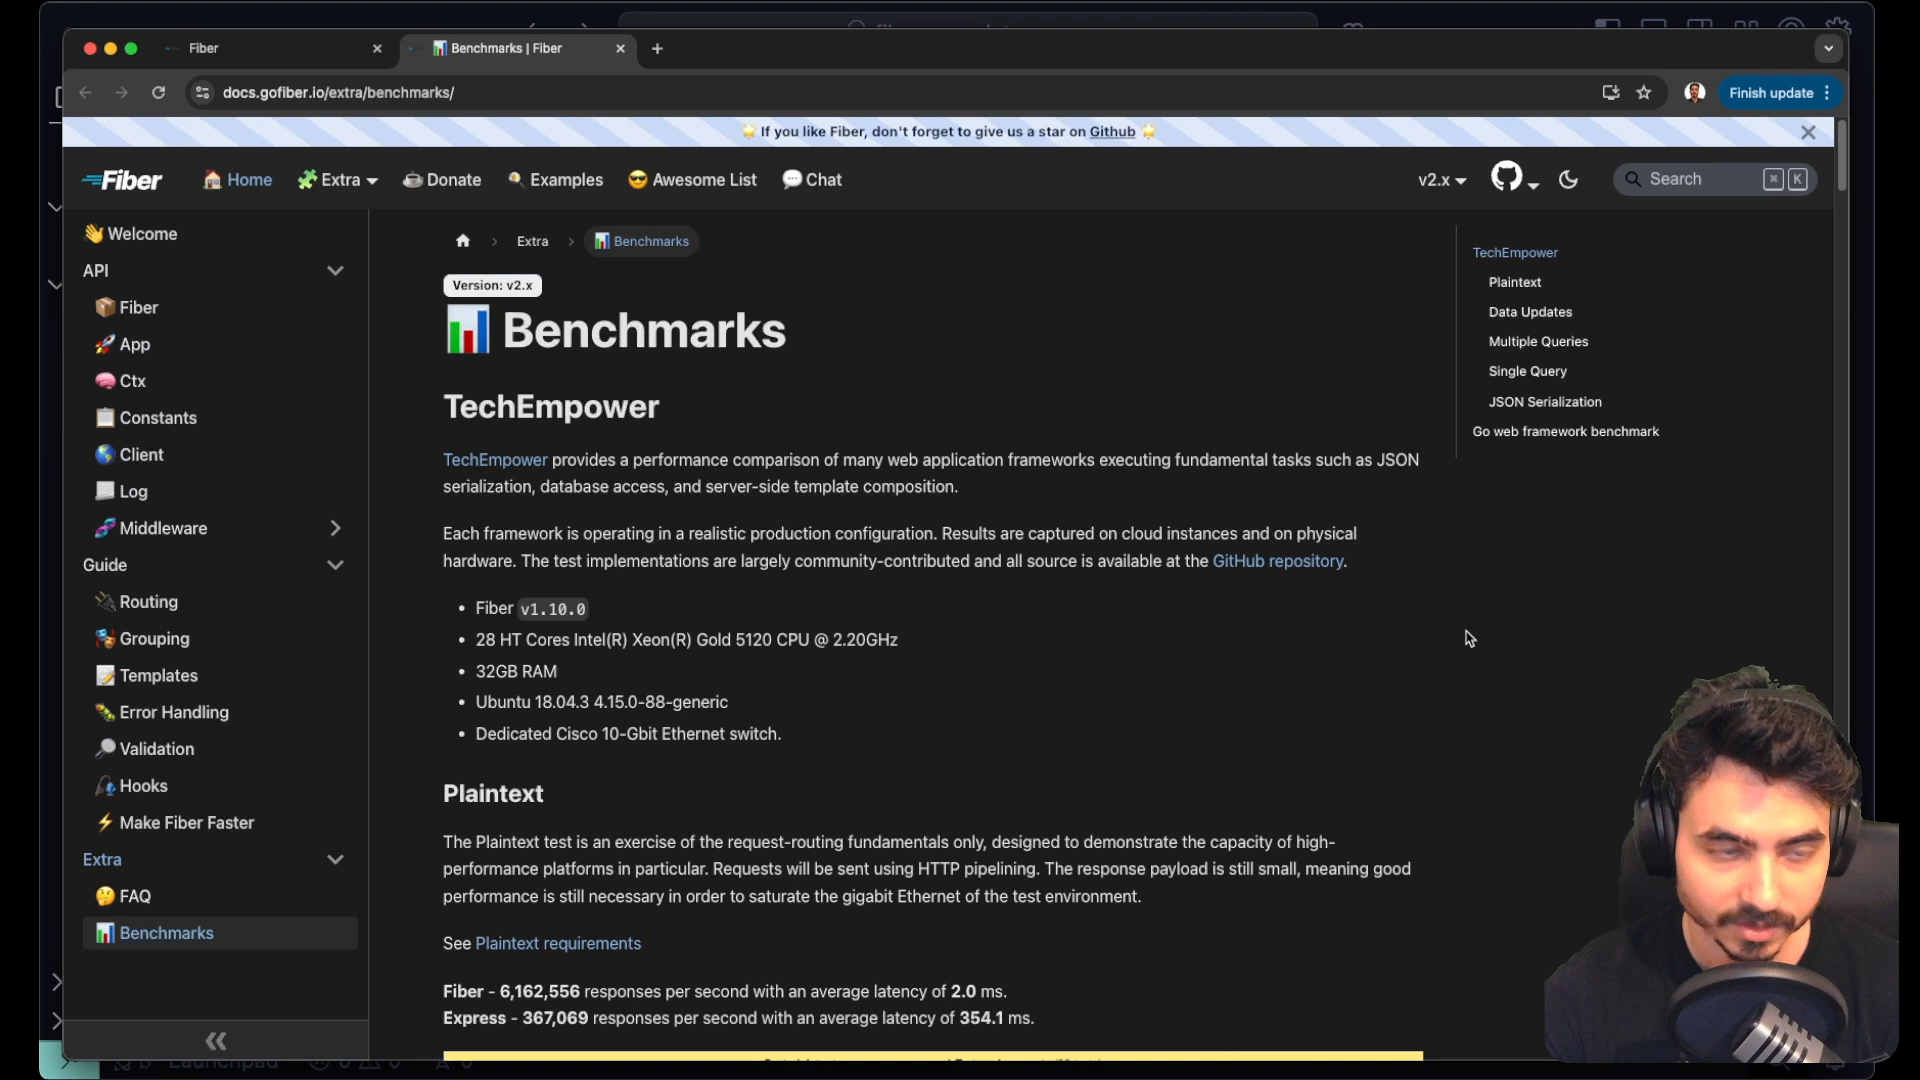 Fiber
Benchmarks | Fiber
docs.gofiber.io/extra/benchmarks/
Finish update
If you like Fiber, don't forget to give us a star on Github
Fiber
Home
Extra
Donate
Examples
Awesome List
Chat
v2.x
Search
⌘ K
Welcome
API
Fiber
App
Ctx
Constants
Client
Log
Middleware
Guide
Routing
Grouping
Templates
Error Handling
Validation
Hooks
Make Fiber Faster
Extra
FAQ
Benchmarks
Extra
Benchmarks
Version: v2.x
Benchmarks
TechEmpower
TechEmpower provides a performance comparison of many web application frameworks executing fundamental tasks such as JSON
serialization, database access, and server-side template composition.
Each framework is operating in a realistic production configuration. Results are captured on cloud instances and on physical
hardware. The test implementations are largely community-contributed and all source is available at the GitHub repository.
• Fiber v1.10.0
• 28 HT Cores Intel(R) Xeon(R) Gold 5120 CPU @ 2.20GHz
• 32GB RAM
• Ubuntu 18.04.3 4.15.0-88-generic
• Dedicated Cisco 10-Gbit Ethernet switch.
Plaintext
The Plaintext test is an exercise of the request-routing fundamentals only, designed to demonstrate the capacity of high-
performance platforms in particular. Requests will be sent using HTTP pipelining. The response payload is still small, meaning good
performance is still necessary in order to saturate the gigabit Ethernet of the test environment.
See Plaintext requirements
Fiber - 6,162,556 responses per second with an average latency of 2.0 ms.
Express - 367,069 responses per second with an average latency of 354.1 ms.
TechEmpower
Plaintext
Data Updates
Multiple Queries
Single Query
JSON Serialization
Go web framework benchmark
Launchpad